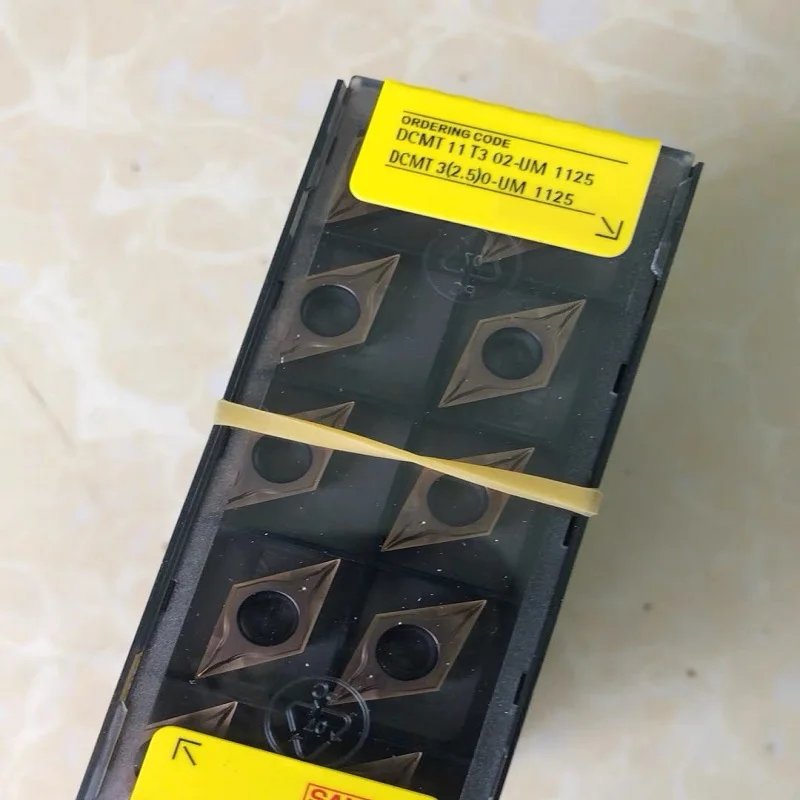 ORDERING CODE
DCMT 11 T3 02-UM 1125
DCMT 3(2.5)0-UM 1125